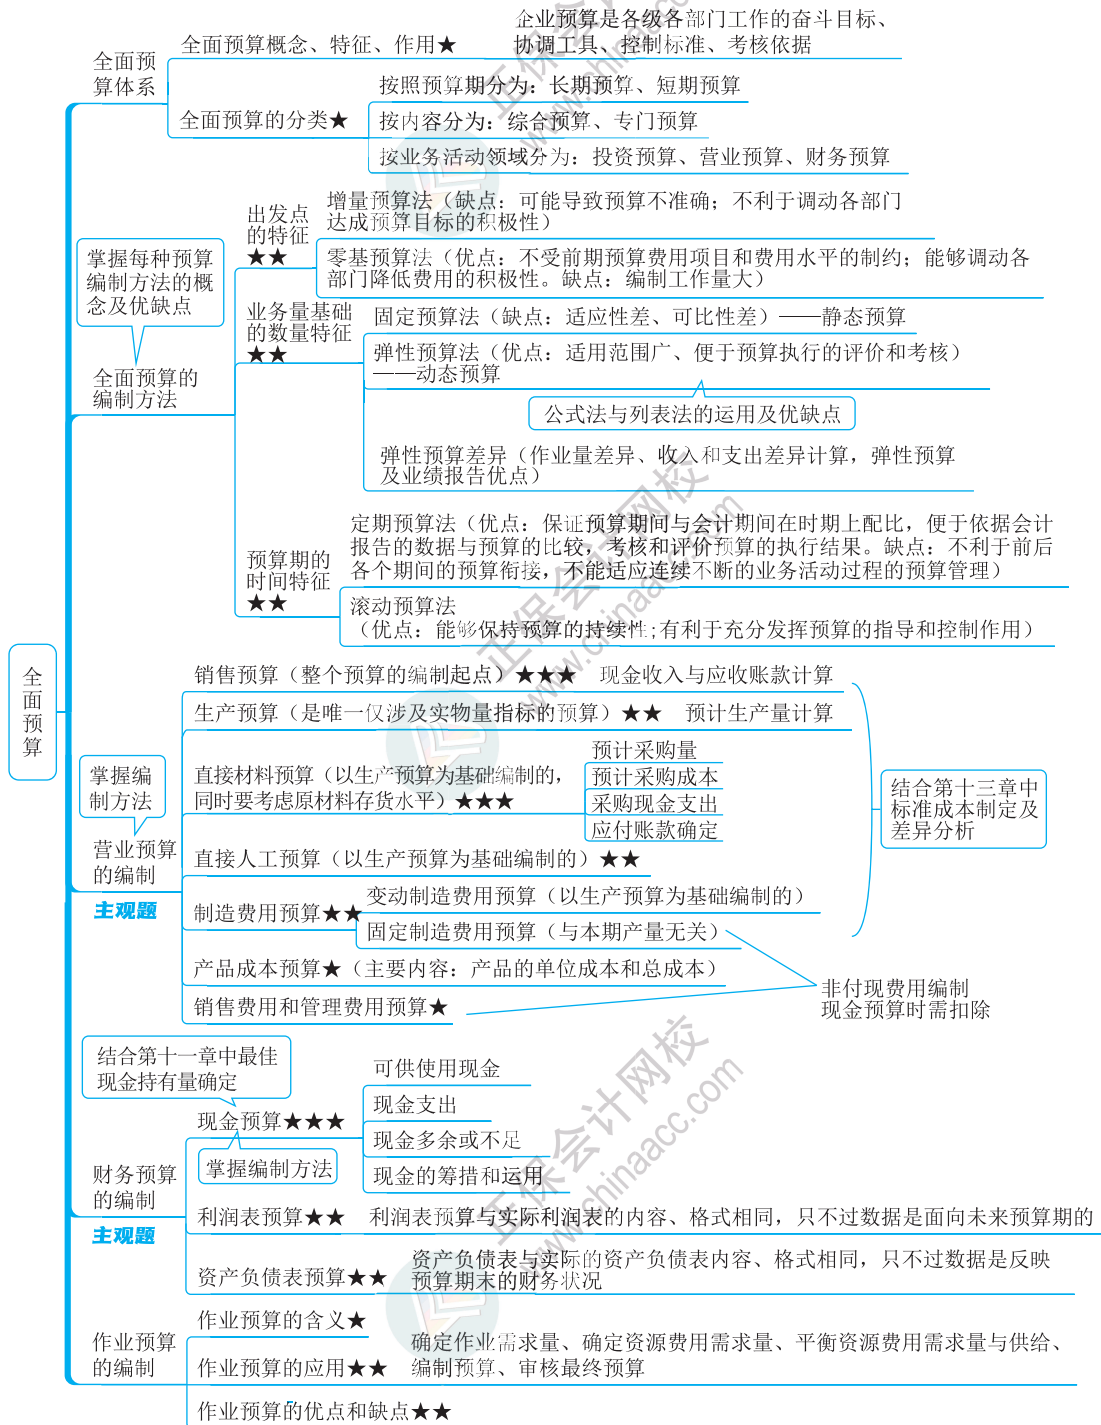 全面预算
全面预
算体系
全面预算概念、特征、作用★
企业预算是各级各部门工作的奋斗目标、
协调工具、控制标准、考核依据
全面预算的分类★
按照预算期分为：长期预算、短期预算
按内容分为：综合预算、专门预算
按业务活动领域分为：投资预算、营业预算、财务预算
掌握每种预算
编制方法的概
念及优缺点
全面预算的
编制方法
出发点
的特征
★★
增量预算法（缺点：可能导致预算不准确；不利于调动各部门
达成预算目标的积极性）
零基预算法（优点：不受前期预算费用项目和费用水平的制约；能够调动各
部门降低费用的积极性。缺点：编制工作量大）
业务量基础
的数量特征
★★
固定预算法（缺点：适应性差、可比性差）——静态预算
弹性预算法（优点：适用范围广、便于预算执行的评价和考核）
——动态预算
公式法与列表法的运用及优缺点
弹性预算差异（作业量差异、收入和支出差异计算，弹性预算
及业绩报告优点）
预算期的
时间特征
★★
定期预算法（优点：保证预算期间与会计期间在时期上配比，便于依据会计
报告的数据与预算的比较，考核和评价预算的执行结果。缺点：不利于前后
各个期间的预算衔接，不能适应连续不断的业务活动过程的预算管理）
滚动预算法
（优点：能够保持预算的持续性;有利于充分发挥预算的指导和控制作用）
掌握编
制方法
营业预算
的编制
主观题
销售预算（整个预算的编制起点）★★★ 现金收入与应收账款计算
生产预算（是唯一仅涉及实物量指标的预算）★★ 预计生产量计算
直接材料预算（以生产预算为基础编制的，
同时要考虑原材料存货水平）★★★
预计采购量
预计采购成本
采购现金支出
应付账款确定
直接人工预算（以生产预算为基础编制的）★★
制造费用预算★★
变动制造费用预算（以生产预算为基础编制的）
固定制造费用预算（与本期产量无关）
产品成本预算★（主要内容：产品的单位成本和总成本）
销售费用和管理费用预算★
结合第十三章中
标准成本制定及
差异分析
非付现费用编制
现金预算时需扣除
财务预算
的编制
主观题
结合第十一章中最佳
现金持有量确定
现金预算★★★
掌握编制方法
可供使用现金
现金支出
现金多余或不足
现金的筹措和运用
利润表预算★★ 利润表预算与实际利润表的内容、格式相同，只不过数据是面向未来预算期的
资产负债表预算★★
资产负债表与实际的资产负债表内容、格式相同，只不过数据是反映
预算期末的财务状况
作业预算
的编制
作业预算的含义★
作业预算的应用★★
确定作业需求量、确定资源费用需求量、平衡资源费用需求量与供给、
编制预算、审核最终预算
作业预算的优点和缺点★★
正保会计网校
www.chinaacc.com
正保会计网校
www.chinaacc.com
正保会计网校
www.chinaacc.com